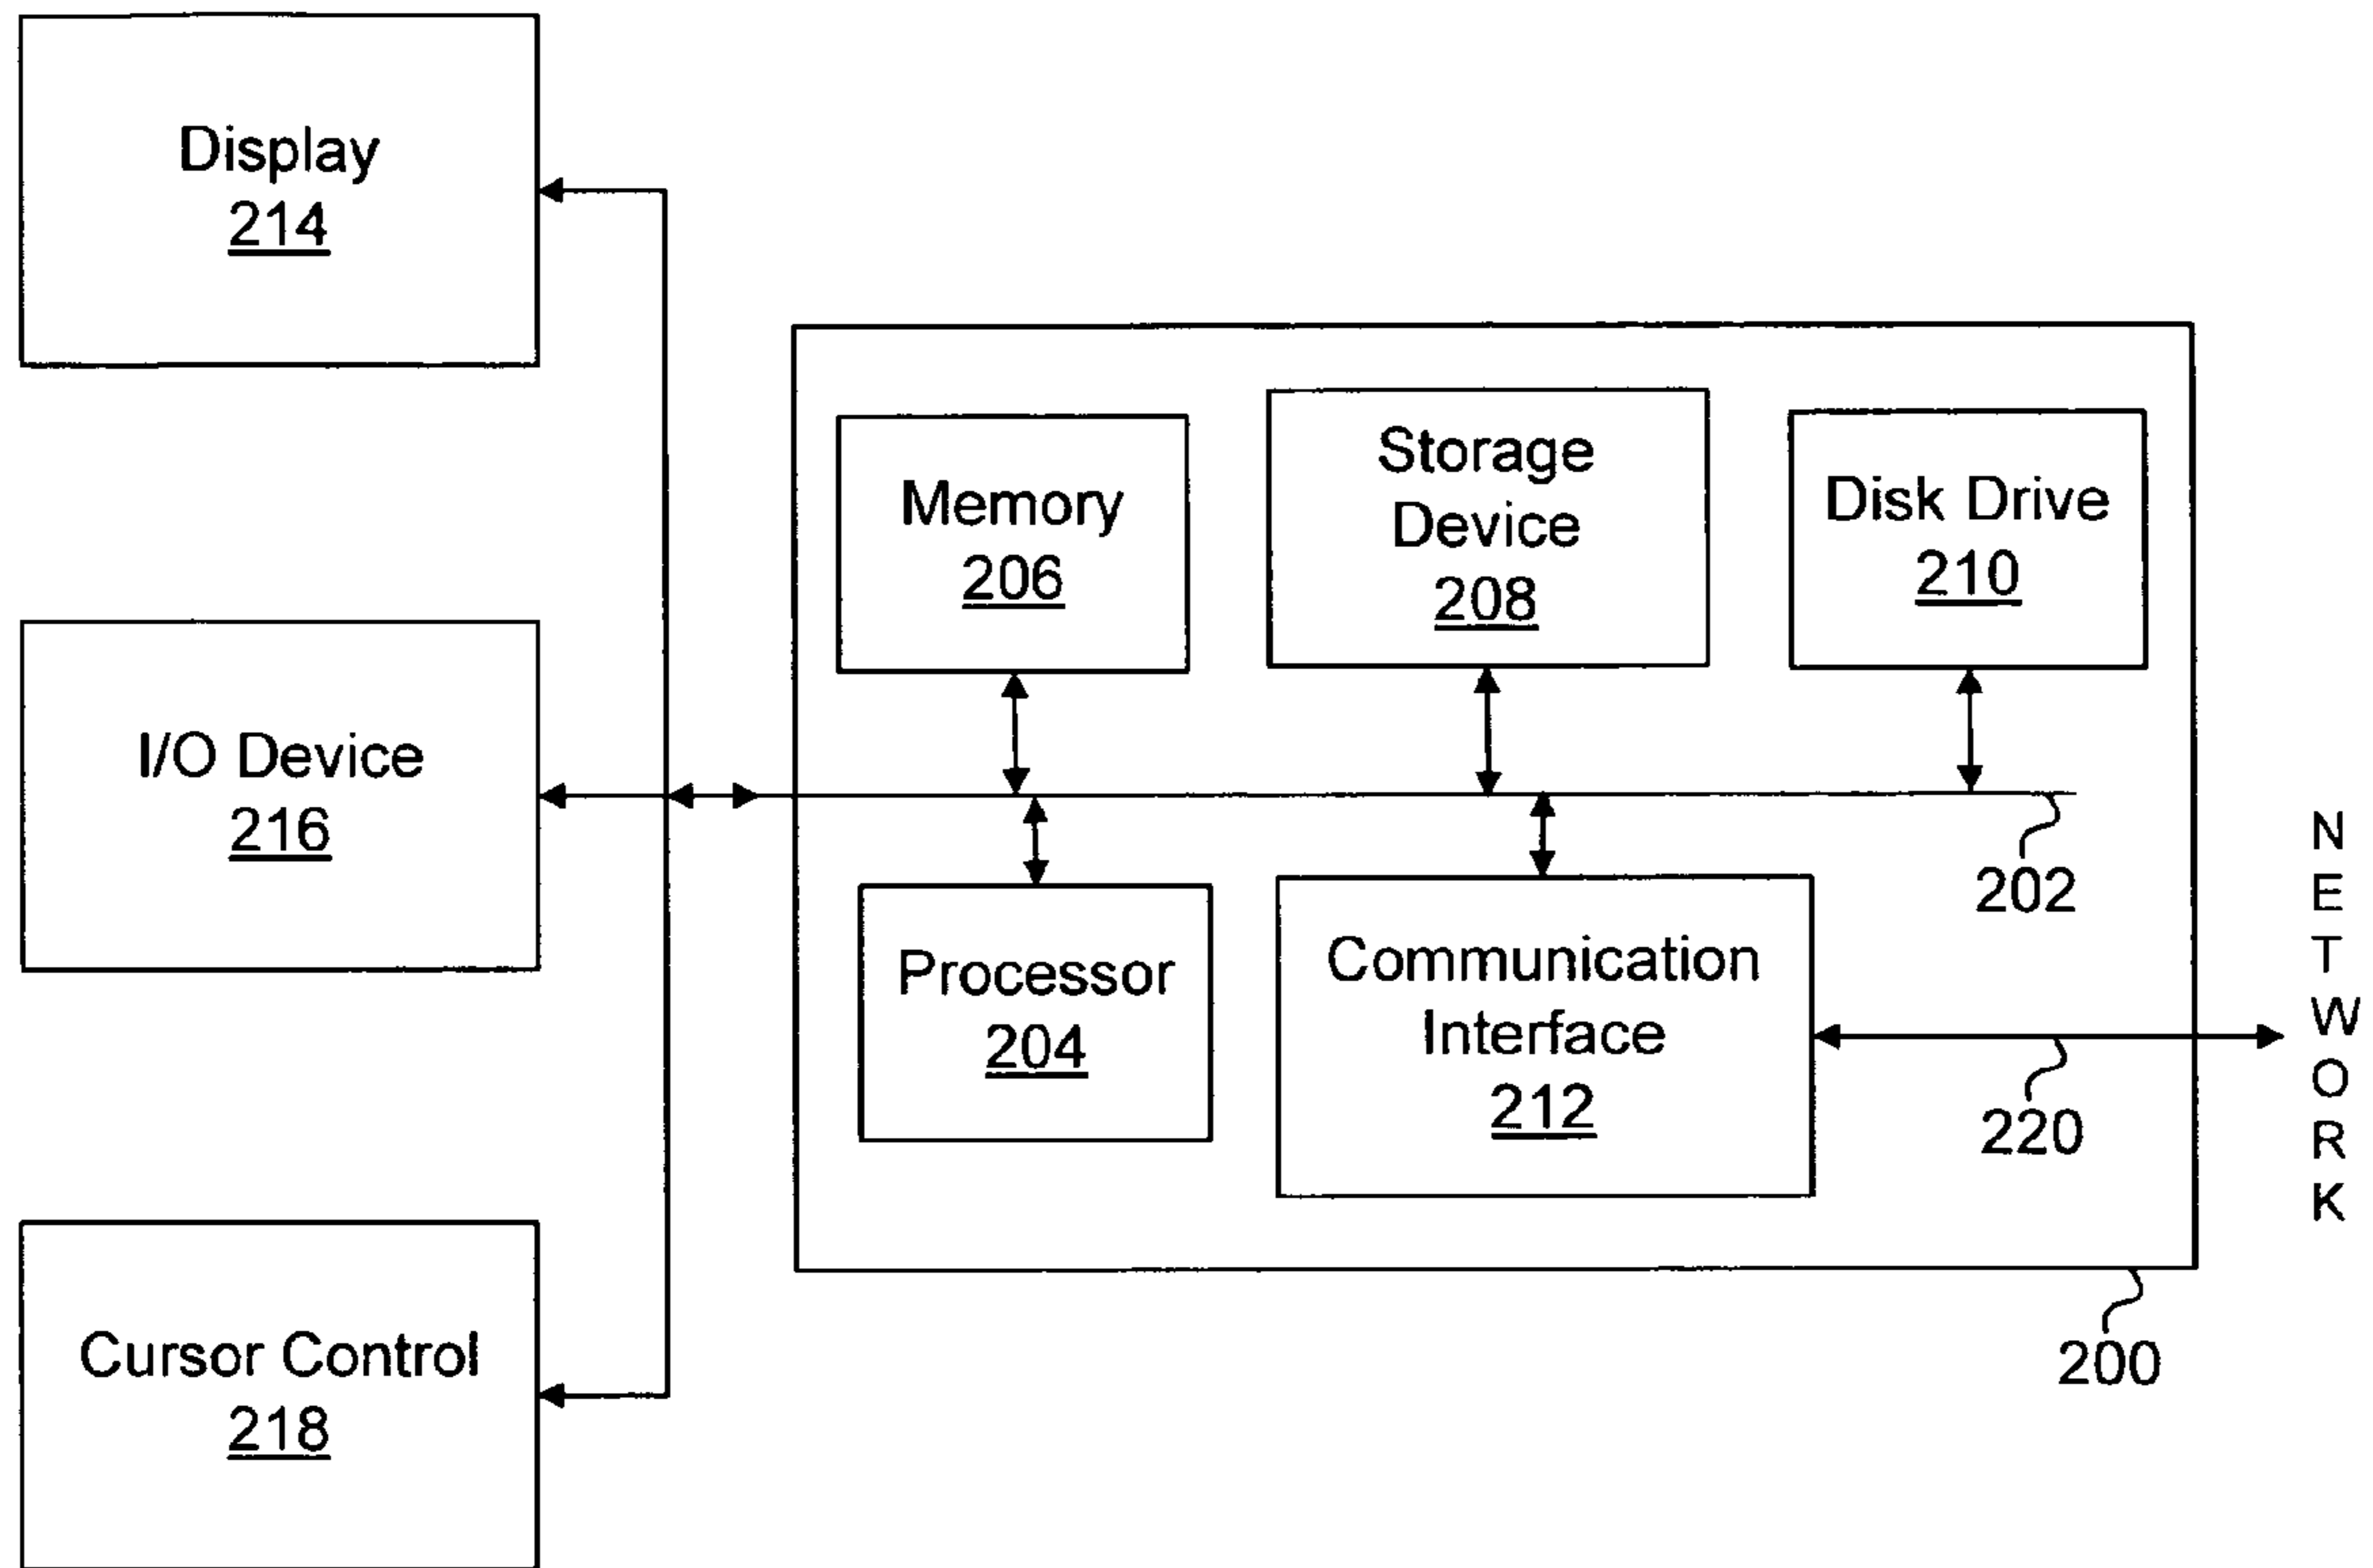 Display
214
Memory
206
Storage
Device
208
Disk Drive
210
I/O Device
216
202
Processor
204
Communication
Interface
212
220
NETWORK
Cursor Control
218
200